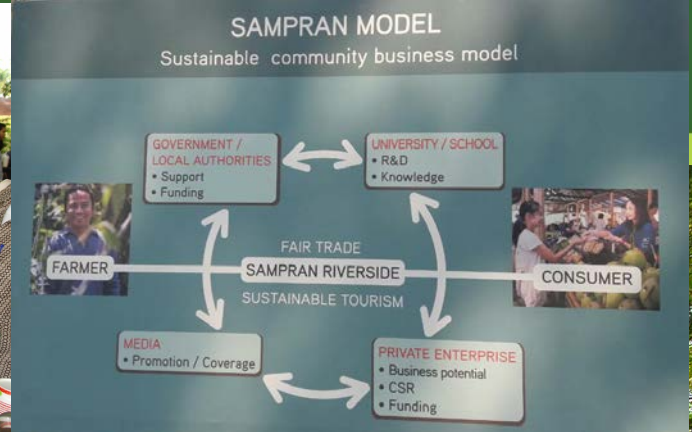 SAMPRAN MODEL
Sustainable community business model
GOVERNMENT /
LOCAL AUTHORITIES
• Support
• Funding
UNIVERSITY / SCHOOL
• R&D
• Knowledge
FARMER
FAIR TRADE
SAMPRAN RIVERSIDE
SUSTAINABLE TOURISM
CONSUMER
MEDIA
• Promotion / Coverage
PRIVATE ENTERPRISE
• Business potential
• CSR
• Funding